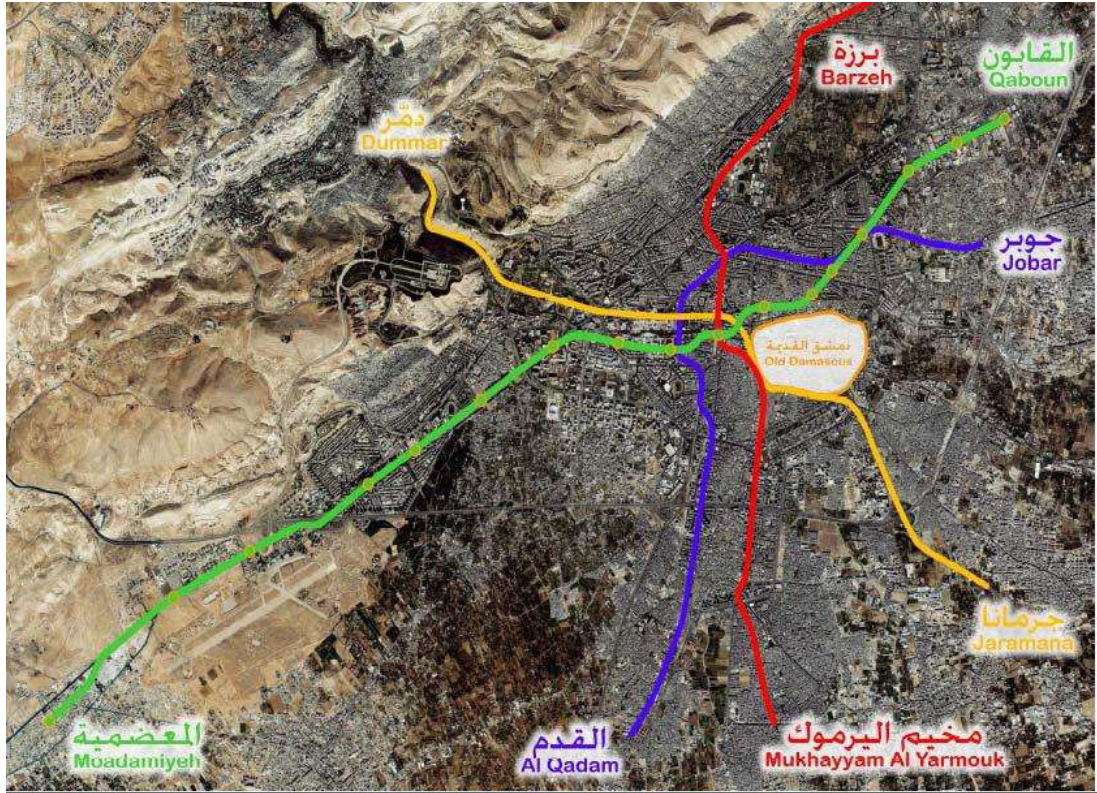 برزة
Barzeh
القابون
Qaboun
دمّر
Dummar
جوبر
Jobar
دمشق القديمة
Old Damascus
جرمانا
Jaramana
المعضمية
Moadamiyeh
القدم
Al Qadam
مخيم اليرموك
Mukhayyam Al Yarmouk